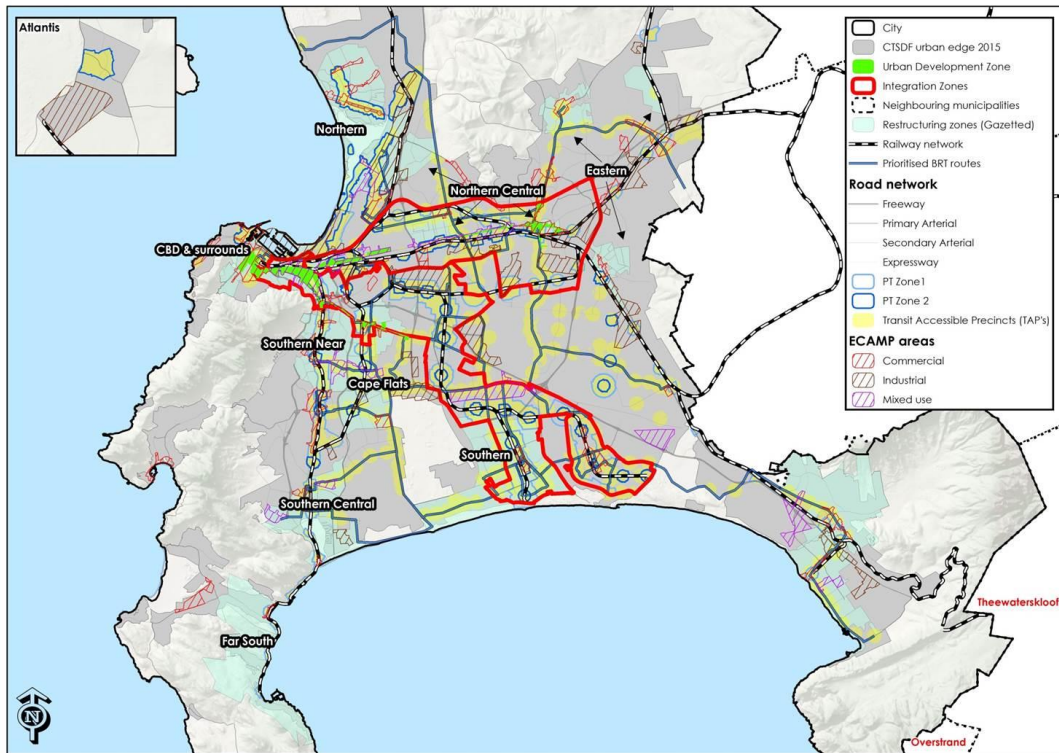 Atlantis
Northern
Eastern
Northern Central
CBD & surrounds
Southern Near
Cape Flats
Southern
Southern Central
Far South
Theewaterskloof
Overstrand
N
City
CTSDF urban edge 2015
Urban Development Zone
Integration Zones
Neighbouring municipalities
Restructuring zones (Gazetted)
Railway network
Prioritised BRT routes
Road network
Freeway
Primary Arterial
Secondary Arterial
Expressway
PT Zone1
PT Zone 2
Transit Accessible Precincts (TAP's)
ECAMP areas
Commercial
Industrial
Mixed use